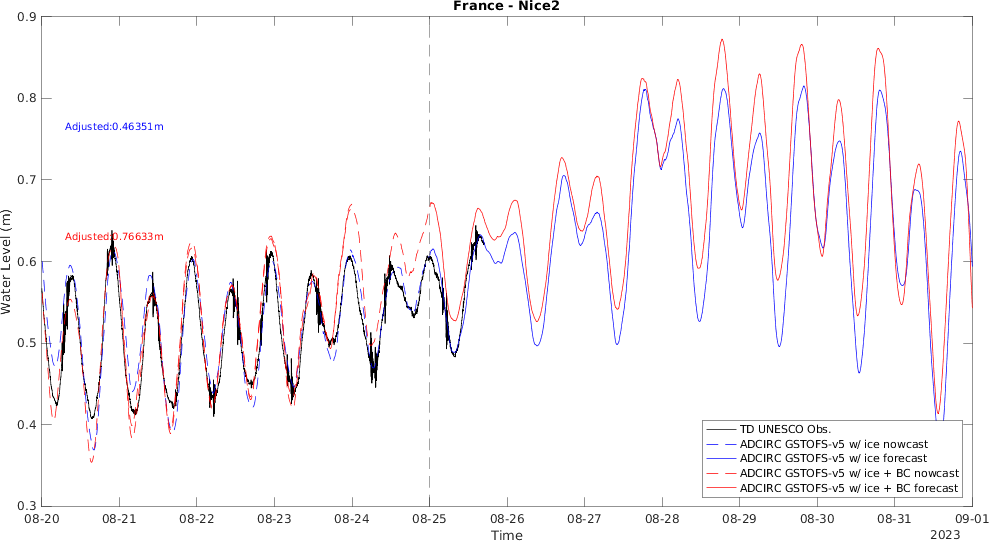 France - Nice2
0.9
0.8
0.7
0.6
0.5
0.4
0.3
Water Level (m)
Adjusted:0.46351m
Adjusted:0.76633m
TD UNESCO Obs.
ADCIRC GSTOFS-v5 w/ ice nowcast
ADCIRC GSTOFS-v5 w/ ice forecast
ADCIRC GSTOFS-v5 w/ ice + BC nowcast
ADCIRC GSTOFS-v5 w/ ice + BC forecast
08-20 08-21 08-22 08-23 08-24 08-25 08-26 08-27 08-28 08-29 08-30 08-31 09-01
Time
2023